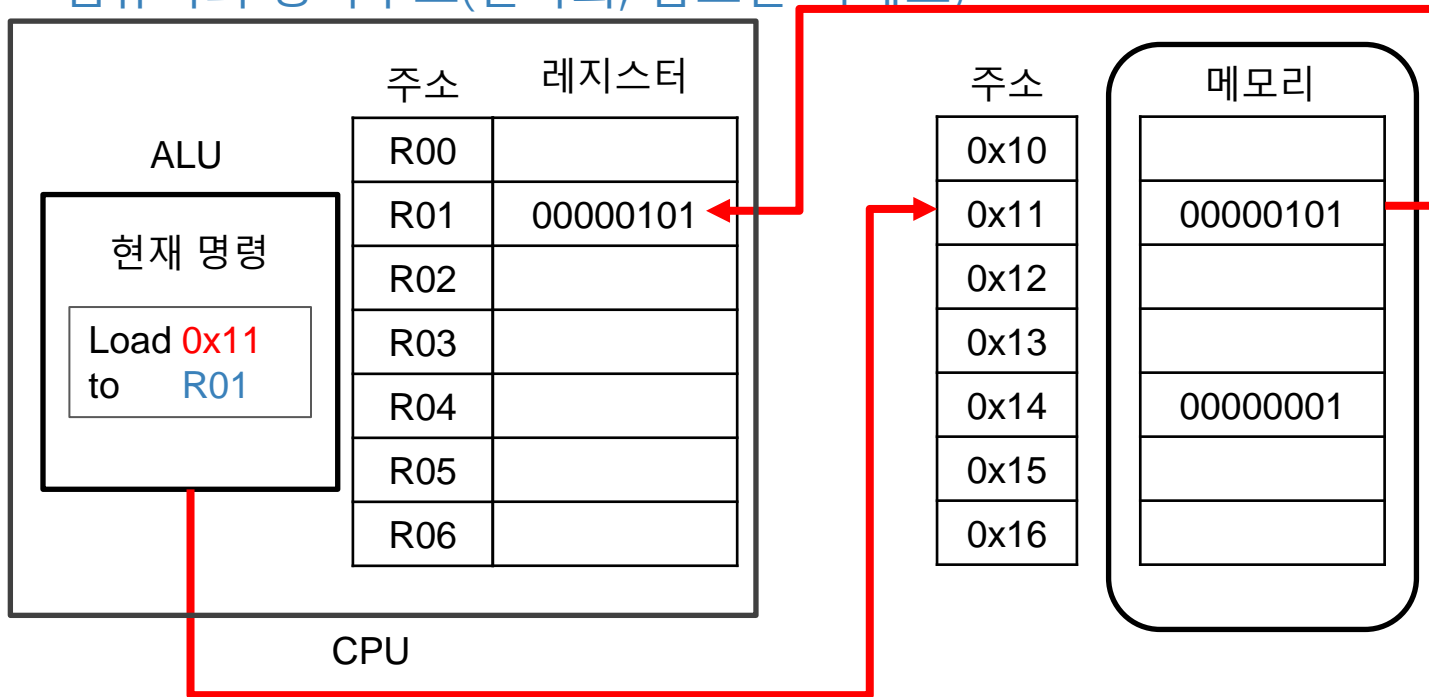 주소 레지스터 주소 메모리
ALU
현재 명령
Load 0x11
to R01
R00
R01 00000101
R02
R03
R04
R05
R06
0x10
0x11 00000101
0x12
0x13
0x14 00000001
0x15
0x16
CPU